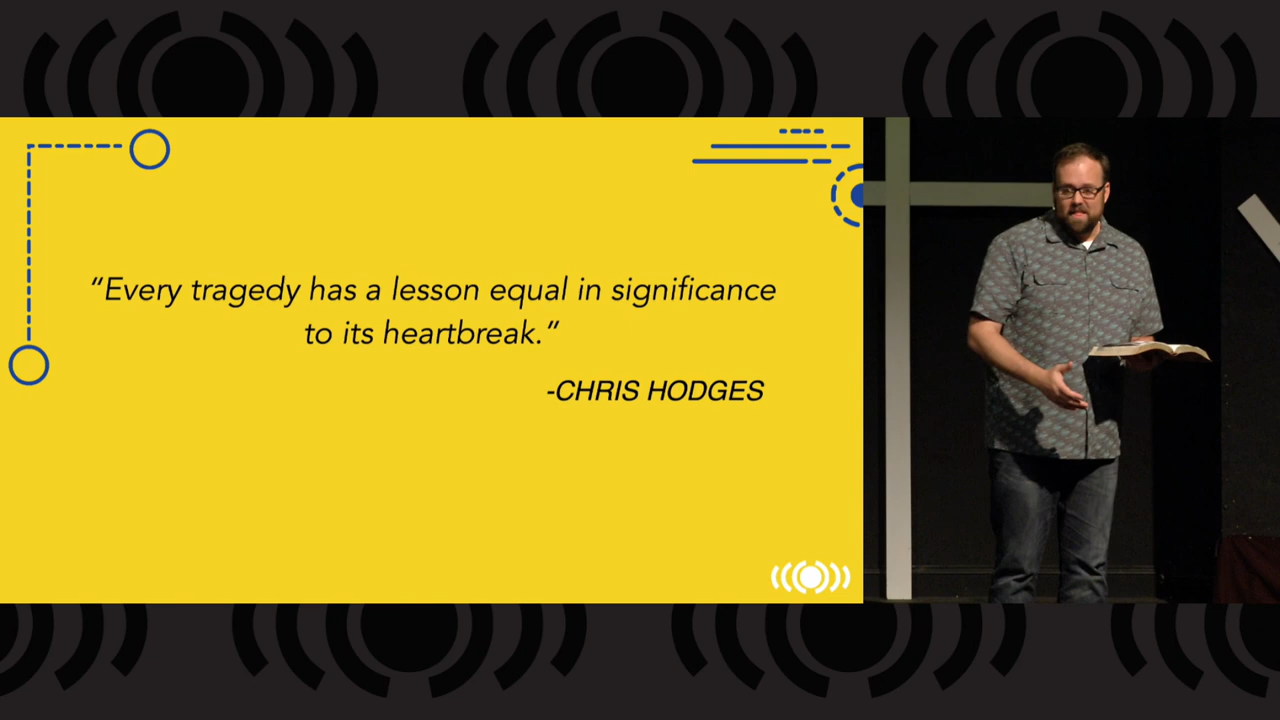 “Every tragedy has a lesson equal in significance
to its heartbreak.”
-CHRIS HODGES